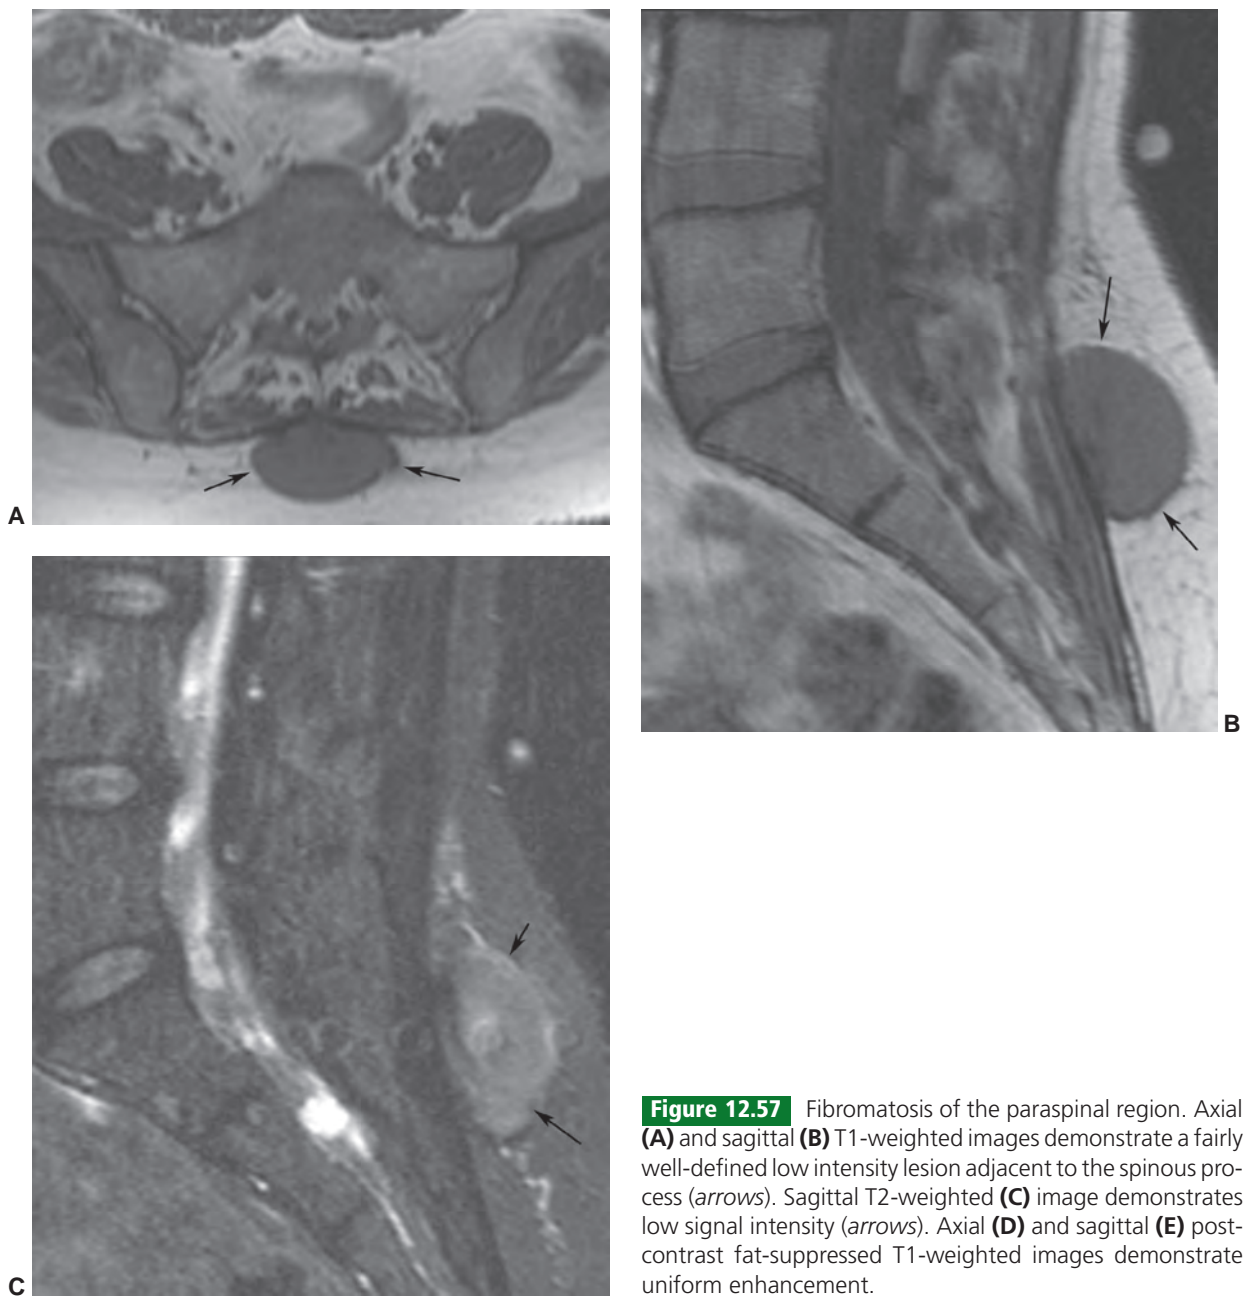 A
B
C
Figure 12.57 Fibromatosis of the paraspinal region. Axial
(A) and sagittal (B) T1-weighted images demonstrate a fairly
well-defined low intensity lesion adjacent to the spinous pro-
cess (arrows). Sagittal T2-weighted (C) image demonstrates
low signal intensity (arrows). Axial (D) and sagittal (E) post-
contrast fat-suppressed T1-weighted images demonstrate
uniform enhancement.